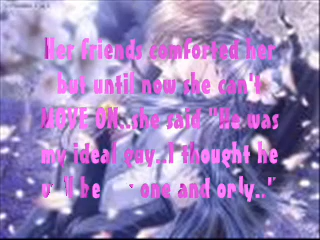 Her friends comforted her
but until now she can't
MOVE ON..she said "He was
my ideal guy..I thought he
be one and only.."